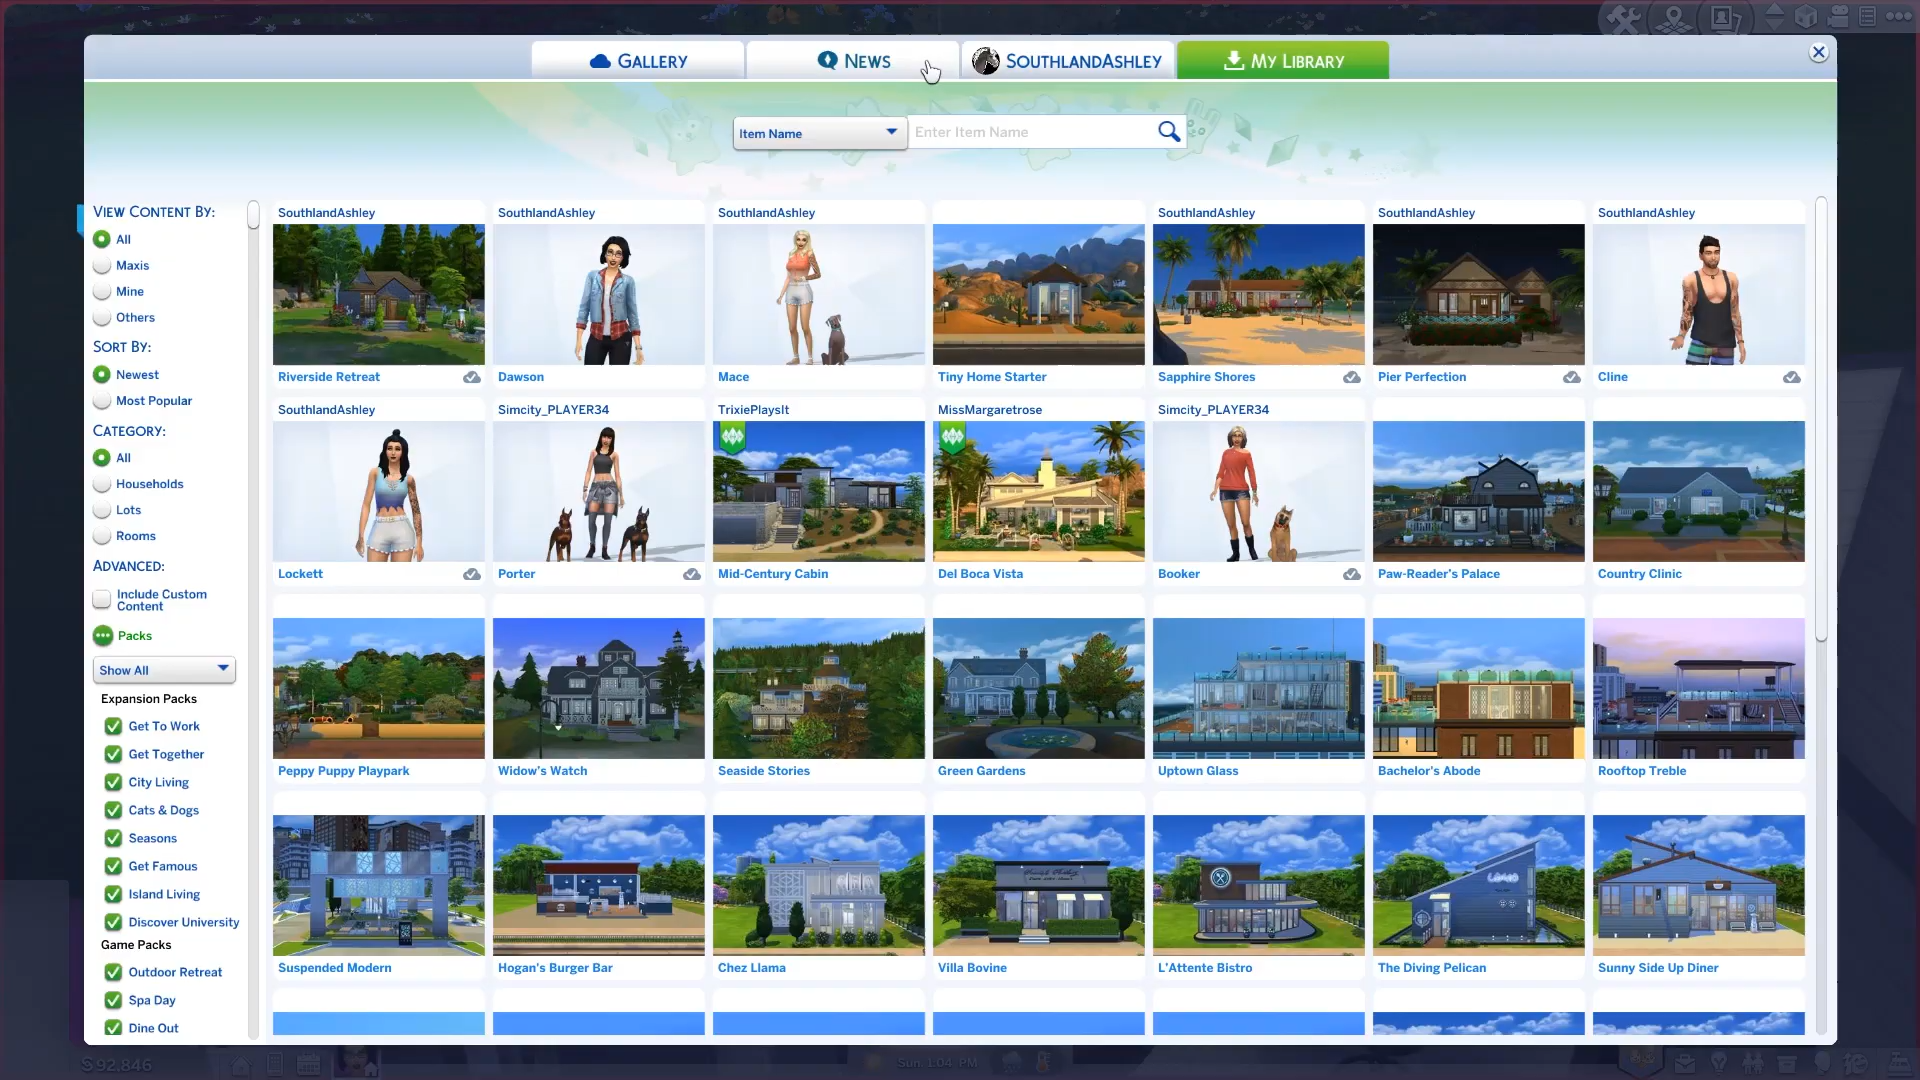 GALLERY
NEWS
SOUTHLANDASHLEY
MY LIBRARY
Item Name
Enter Item Name
VIEW CONTENT BY:
All
Maxis
Mine
Others
SORT BY:
Newest
Most Popular
CATEGORY:
All
Households
Lots
Rooms
ADVANCED:
Include Custom
Content
Packs
Show All
Expansion Packs
Get To Work
Get Together
City Living
Cats & Dogs
Seasons
Get Famous
Island Living
Discover University
Game Packs
Outdoor Retreat
Spa Day
Dine Out
SouthlandAshley
SouthlandAshley
SouthlandAshley
SouthlandAshley
SouthlandAshley
SouthlandAshley
Riverside Retreat
Dawson
Mace
Tiny Home Starter
Sapphire Shores
Pier Perfection
Cline
SouthlandAshley
Simcity_PLAYER34
TrixiePlaysIt
MissMargaretrose
Simcity_PLAYER34
Lockett
Porter
Mid-Century Cabin
Del Boca Vista
Booker
Paw-Reader's Palace
Country Clinic
Peppy Puppy Playpark
Widow's Watch
Seaside Stories
Green Gardens
Uptown Glass
Bachelor's Abode
Rooftop Treble
Suspended Modern
Hogan's Burger Bar
Chez Llama
Villa Bovine
L'Attente Bistro
The Diving Pelican
Sunny Side Up Diner
§92,846
Sun. 1:04 PM